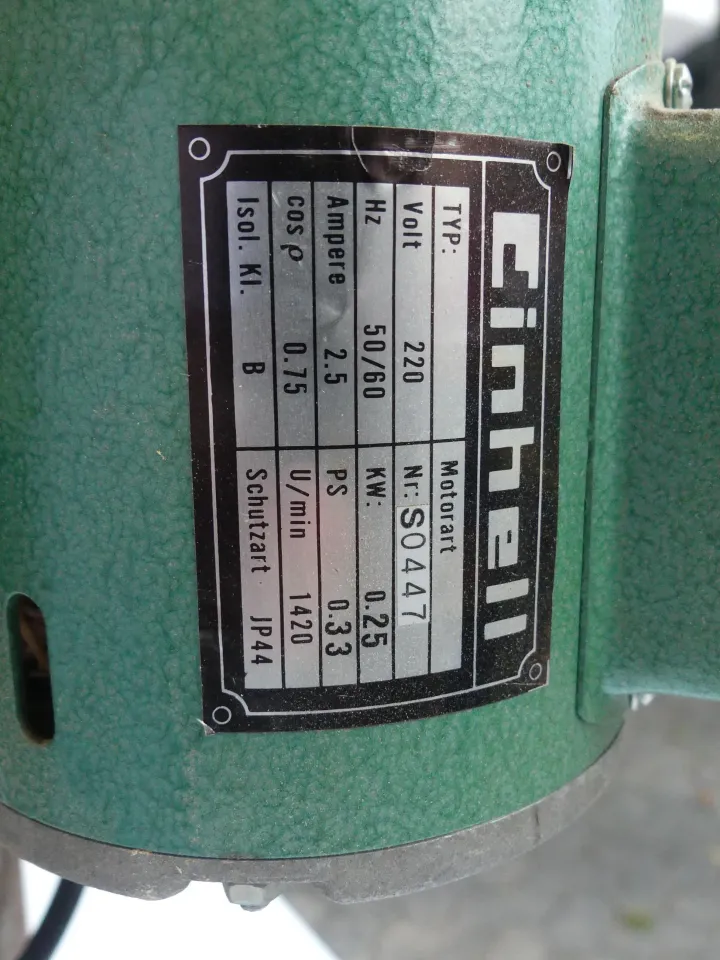 Einhell
TYP: Motorart
Volt 220 Nr: S0447
Hz 50/60 KW: 0.25
Ampere 2.5 PS 0.33
cos ρ 0.75 U/min 1420
Isol. Kl. B Schutzart JP44